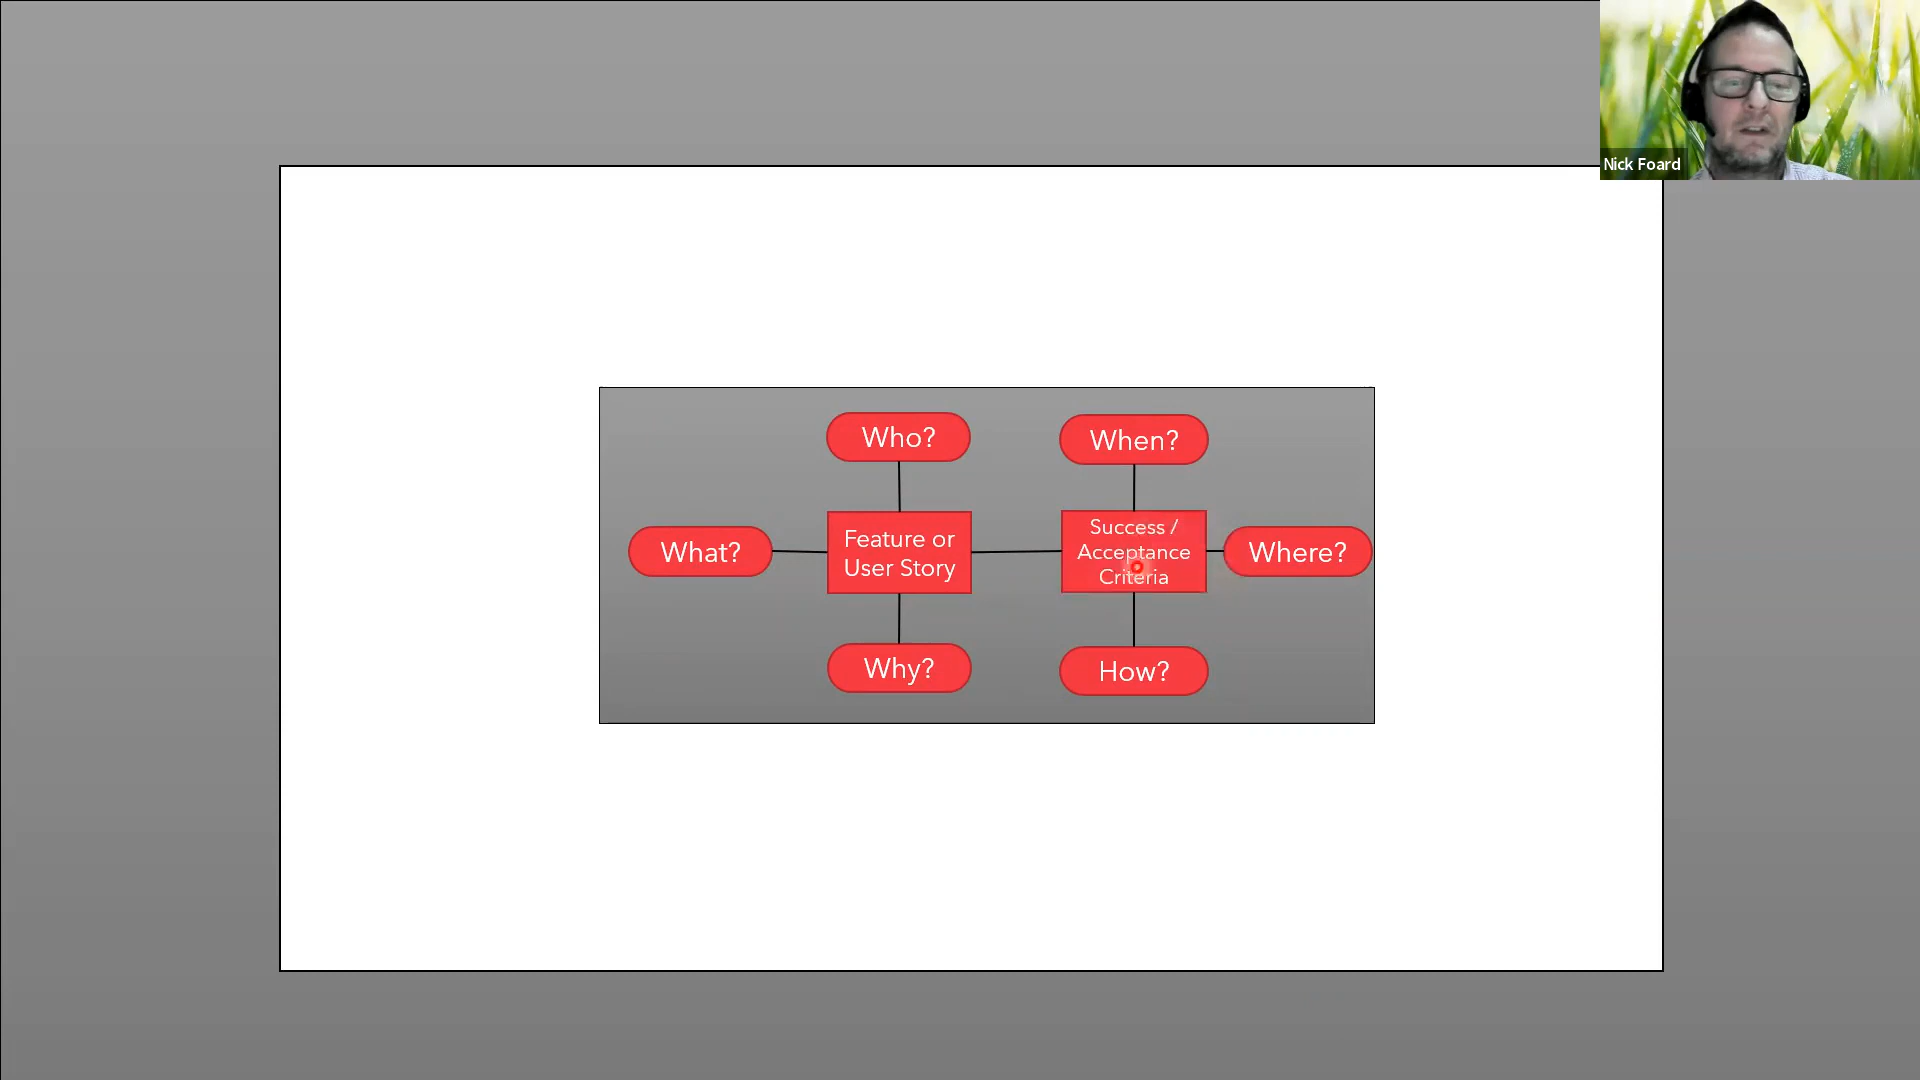 Nick Foard
Who?
When?
What?
Feature or
User Story
Success /
Acceptance
Criteria
Where?
Why?
How?